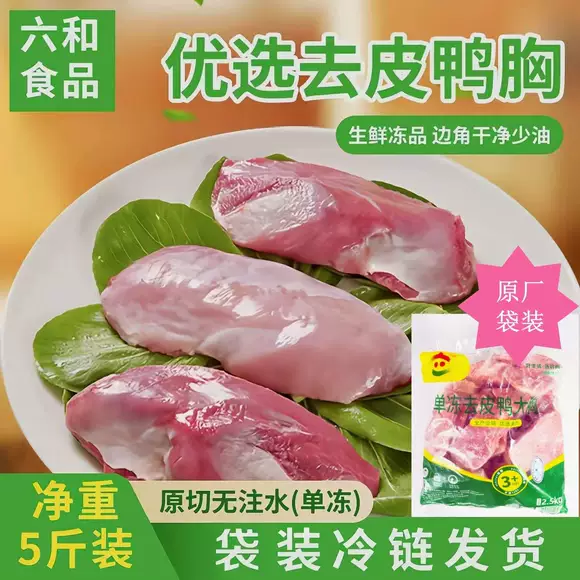 六和
食品
优选去皮鸭胸
生鲜冻品 边角干净少油
原厂
袋装
单冻去皮鸭大胸
3+
2.5kg
净重
5斤装
原切无注水(单冻)
袋装冷链发货